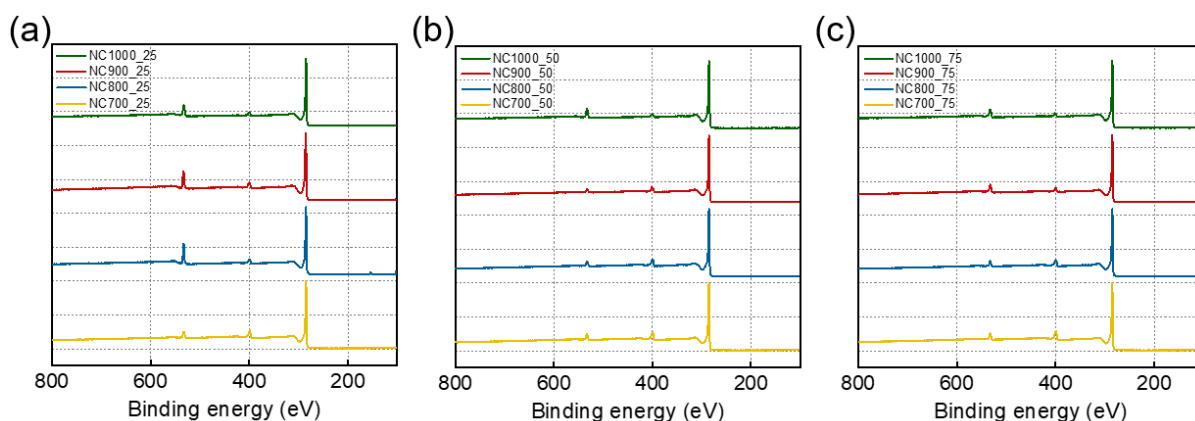 (a)
NC1000_25
NC900_25
NC800_25
NC700_25
800 600 400 200
Binding energy (eV)
(b)
NC1000_50
NC900_50
NC800_50
NC700_50
800 600 400 200
Binding energy (eV)
(c)
NC1000_75
NC900_75
NC800_75
NC700_75
800 600 400 200
Binding energy (eV)